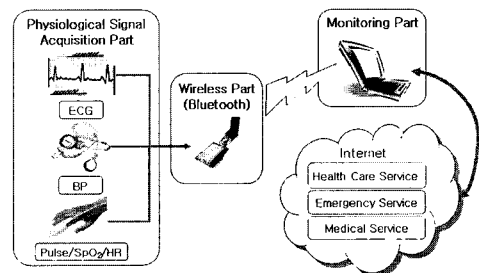 Physiological Signal
Acquisition Part
ECG
BP
Pulse/SpO₂/HR
Wireless Part
(Bluetooth)
Monitoring Part
Internet
Health Care Service
Emergency Service
Medical Service